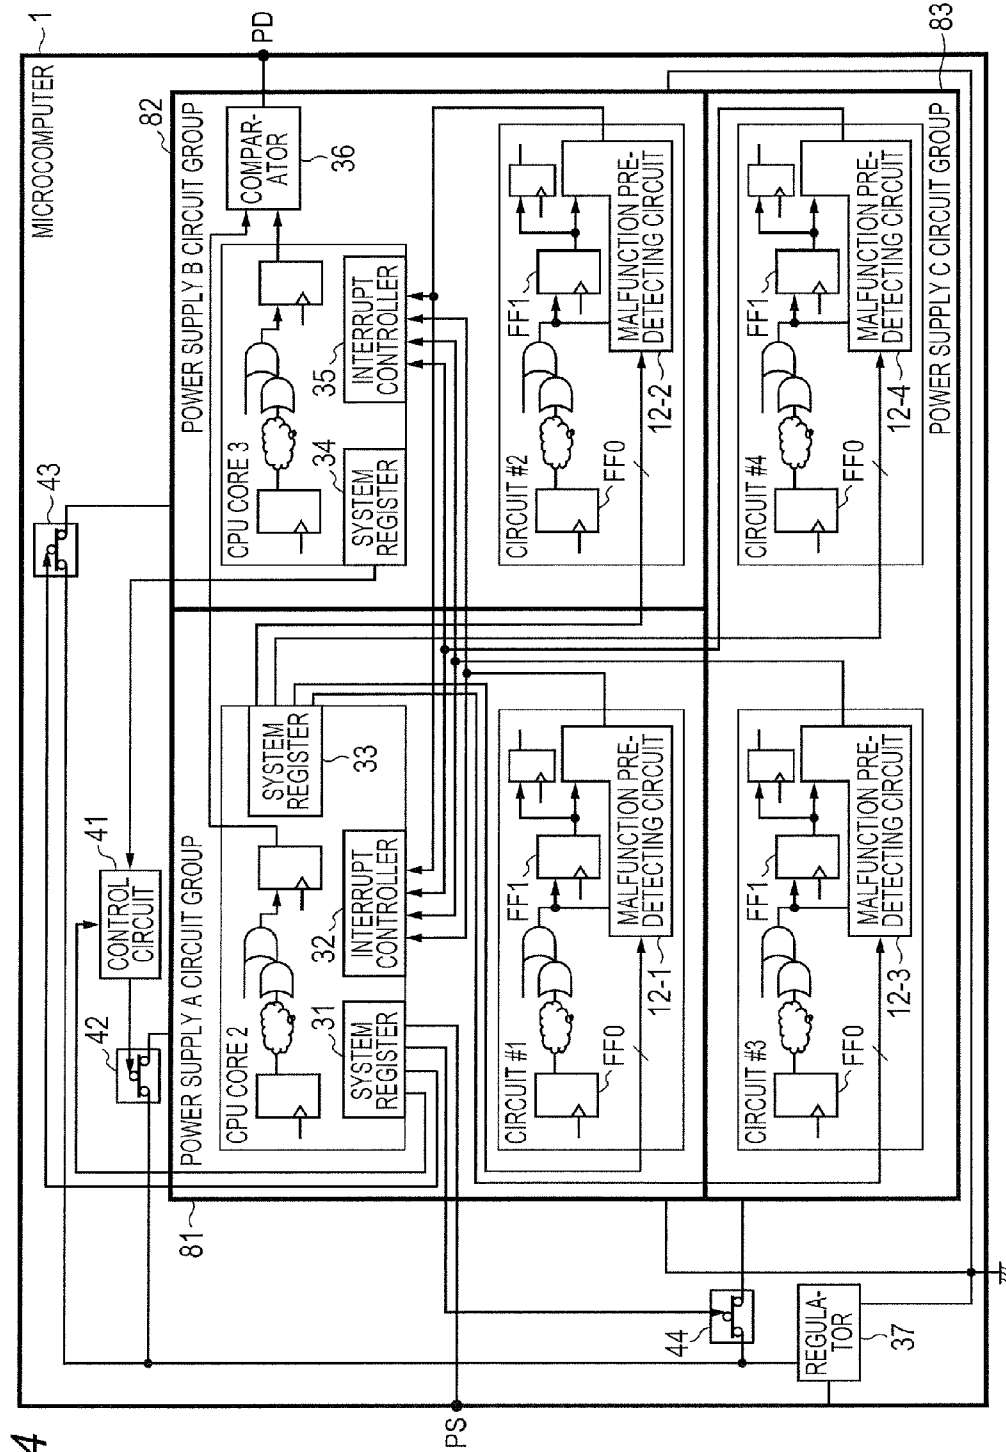 4
MICROCOMPUTER
1
PD
PS
43
41
CONTROL
CIRCUIT
42
81
POWER SUPPLY A CIRCUIT GROUP
CPU CORE 2
SYSTEM
REGISTER
31
INTERRUPT
CONTROLLER
32
SYSTEM
REGISTER
33
82
POWER SUPPLY B CIRCUIT GROUP
CPU CORE 3
SYSTEM
REGISTER
34
INTERRUPT
CONTROLLER
35
COMPAR-
ATOR
36
CIRCUIT #1
FF0
FF1
MALFUNCTION PRE-
DETECTING CIRCUIT
12-1
CIRCUIT #2
FF0
FF1
MALFUNCTION PRE-
DETECTING CIRCUIT
12-2
CIRCUIT #3
FF0
FF1
MALFUNCTION PRE-
DETECTING CIRCUIT
12-3
CIRCUIT #4
FF0
FF1
MALFUNCTION PRE-
DETECTING CIRCUIT
12-4
POWER SUPPLY C CIRCUIT GROUP
83
44
REGULA-
TOR
37